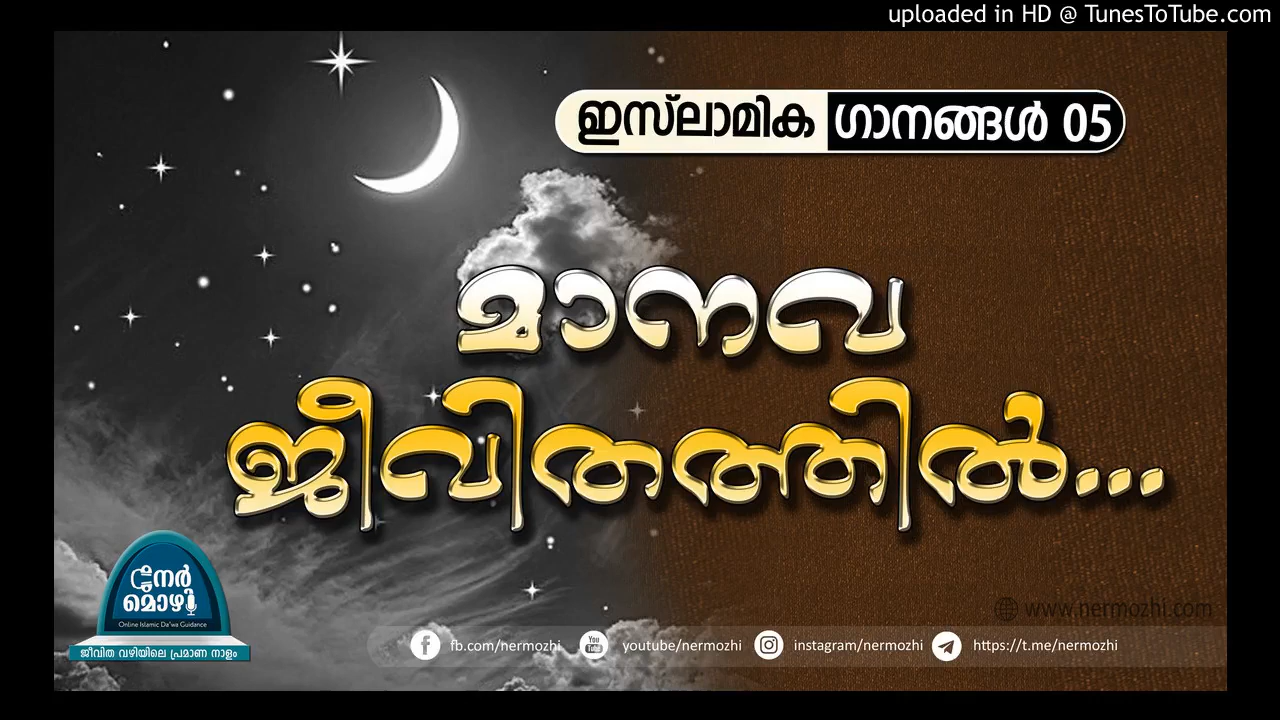 uploaded in HD @ TunesToTube.com
ഇസ്‌ലാമിക ഗാനങ്ങൾ 05
മാനവ
ജീവിതത്തിൽ...
നേർ
മൊഴി
Online Islamic Da'wa Guidance
ജീവിത വഴിയിലെ പ്രമാണ നാളം
www.nermozhi.com
fb.com/nermozhi
You
Tube
youtube/nermozhi
instagram/nermozhi
https://t.me/nermozhi